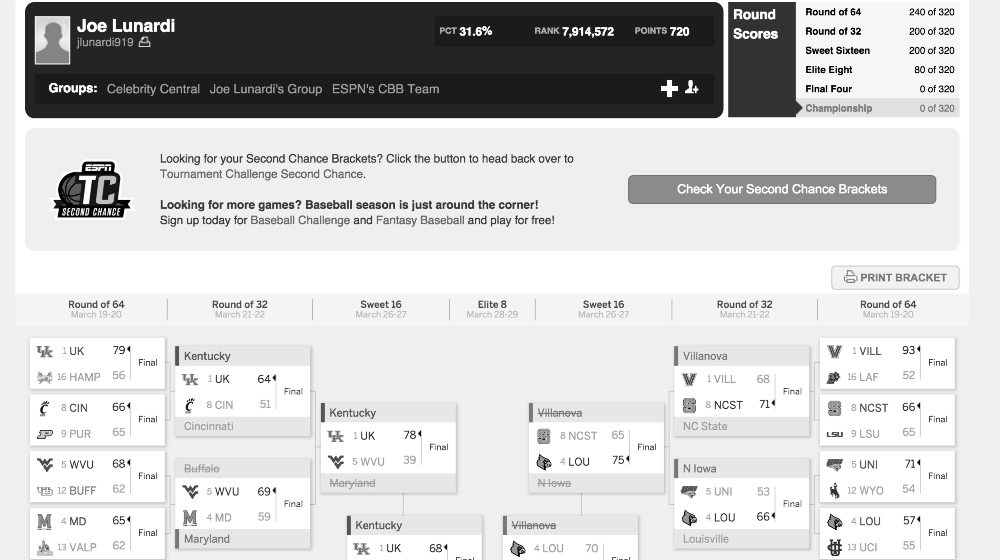 Joe Lunardi
jlunardi919
PCT 31.6% RANK 7,914,572 POINTS 720
Groups: Celebrity Central Joe Lunardi's Group ESPN's CBB Team
Round Scores
Round of 64 240 of 320
Round of 32 200 of 320
Sweet Sixteen 200 of 320
Elite Eight 80 of 320
Final Four 0 of 320
Championship 0 of 320
ESPN
TC
SECOND CHANCE
Looking for your Second Chance Brackets? Click the button to head back over to
Tournament Challenge Second Chance.
Looking for more games? Baseball season is just around the corner!
Sign up today for Baseball Challenge and Fantasy Baseball and play for free!
Check Your Second Chance Brackets
PRINT BRACKET
Round of 64 Round of 32 Sweet 16 Elite 8 Sweet 16 Round of 32 Round of 64
March 19-20 March 21-22 March 26-27 March 28-29 March 26-27 March 21-22 March 19-20
1 UK 79
Final
16 HAMP 56
8 CIN 66
Final
9 PUR 65
5 WVU 68
Final
12 BUFF 62
4 MD 65
Final
13 VALP 62
Kentucky
1 UK 64
Final
8 CIN 51
Cincinnati
Buffalo
5 WVU 69
Final
4 MD 59
Maryland
Kentucky
1 UK 78
Final
5 WVU 39
Maryland
Kentucky
1 UK 68
Final
Villanova
8 NCST 65
Final
4 LOU 75
N Iowa
Villanova
4 LOU 70
Final
Villanova
1 VILL 68
Final
8 NCST 71
NC State
N Iowa
5 UNI 53
Final
4 LOU 66
Louisville
1 VILL 93
Final
16 LAF 52
8 NCST 66
Final
LSU 9 LSU 65
5 UNI 71
Final
12 WYO 54
4 LOU 57
Final
13 UCI 55